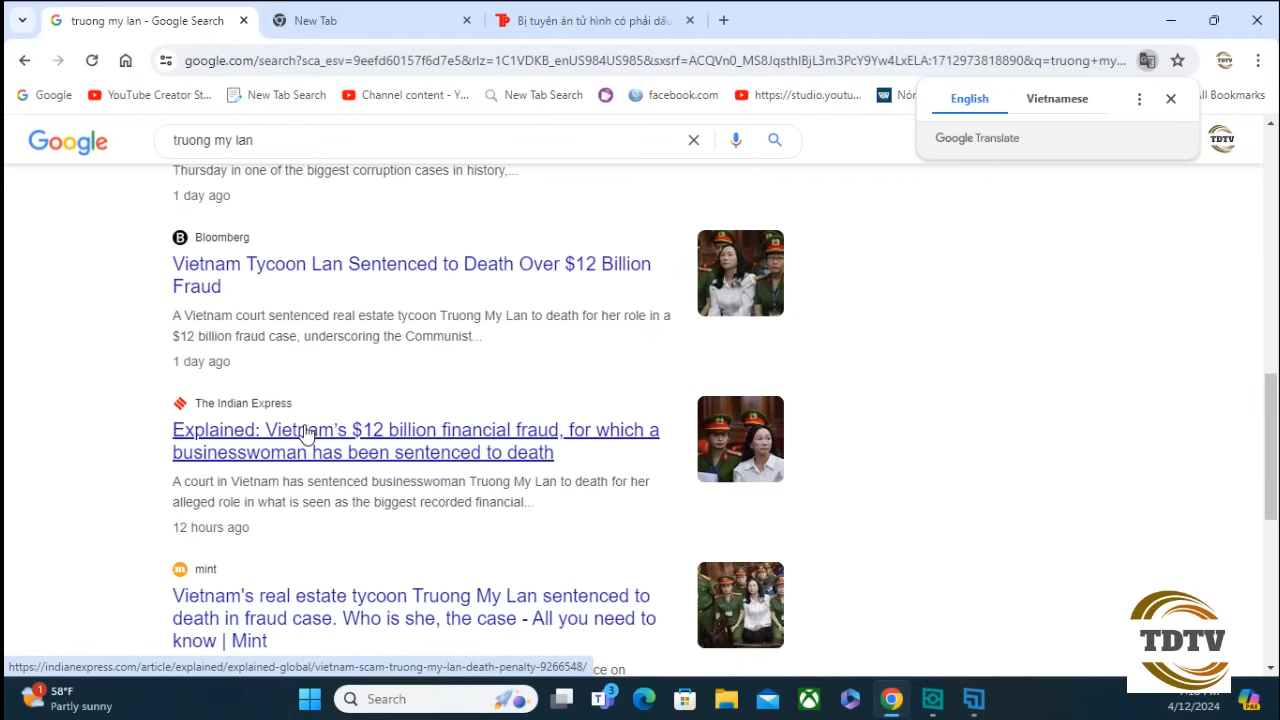 truong my lan - Google Search
New Tab
Bị tuyên án tử hình có phải dấu
google.com/search?sca_esv=9eefd60157f6d7e5&rlz=1C1VDKB_enUS984US985&sxsrf=ACQVn0_MS8JqsthIBjL3m3PcY9Yw4LxELA:1712973818890&q=truong+my...
Google
YouTube Creator St...
New Tab Search
Channel content - Y...
New Tab Search
facebook.com
https://studio.youtu...
All Bookmarks
English
Vietnamese
Google Translate
Google
truong my lan
TDTV
Thursday in one of the biggest corruption cases in history,...
1 day ago
Bloomberg
Vietnam Tycoon Lan Sentenced to Death Over $12 Billion
Fraud
A Vietnam court sentenced real estate tycoon Truong My Lan to death for her role in a
$12 billion fraud case, underscoring the Communist...
1 day ago
The Indian Express
Explained: Vietnam's $12 billion financial fraud, for which a
businesswoman has been sentenced to death
A court in Vietnam has sentenced businesswoman Truong My Lan to death for her
alleged role in what is seen as the biggest recorded financial...
12 hours ago
mint
Vietnam's real estate tycoon Truong My Lan sentenced to
death in fraud case. Who is she, the case - All you need to
know | Mint
https://indianexpress.com/article/explained/explained-global/vietnam-scam-truong-my-lan-death-penalty-9266548/
TDTV
1
58°F
Partly sunny
Search
3
4/12/2024
PRE